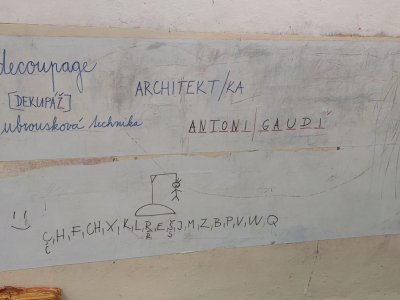 decoupage
[DEKUPÁŽ]
ubrousková technika
ARCHITEKT/KA
ANTONI/GAUDI
C, H, F, CH, X, K, L, R, E, S, J, M, Z, B, P, V, W, Q
Č Ř Š